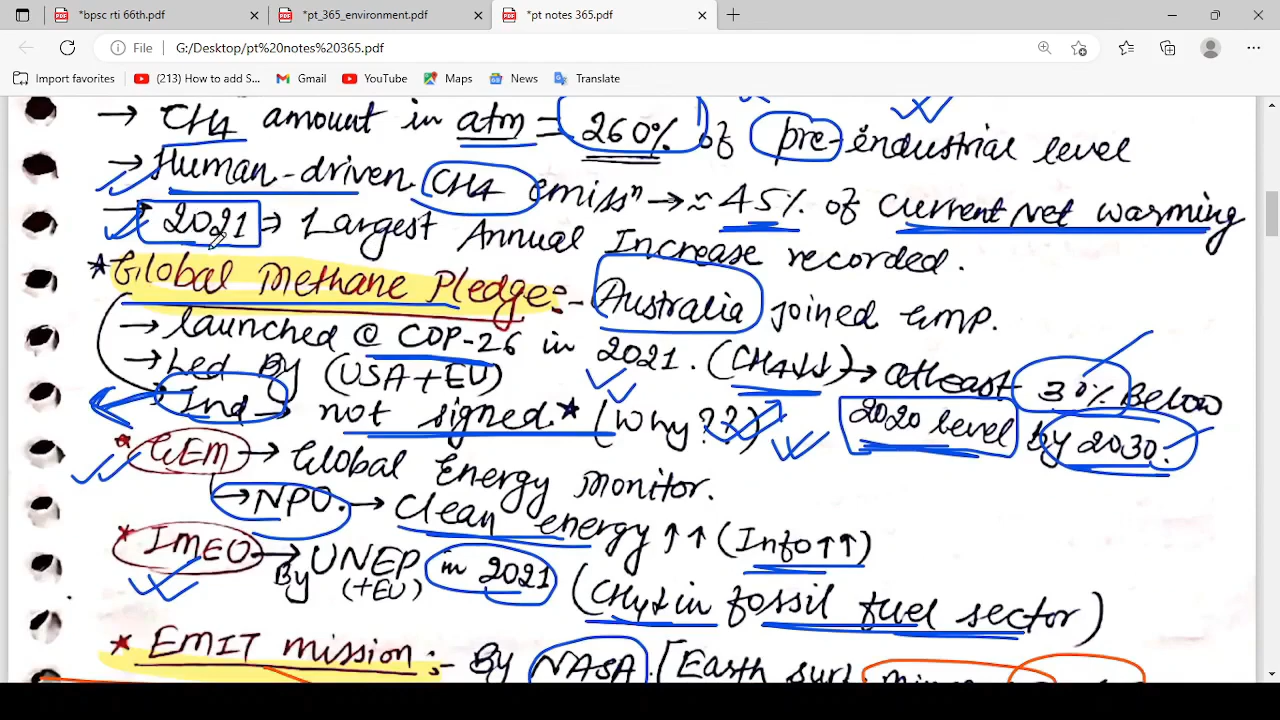 *bpsc rti 66th.pdf
*pt_365_environment.pdf
*pt notes 365.pdf
File G:/Desktop/pt%20notes%20365.pdf
Import favorites (213) How to add S... Gmail YouTube Maps News Translate
→ CH4 amount in atm = 260% of pre-industrial level
→ Human-driven CH4 emissⁿ → ≈ 45% of current net warming
→ 2021 ⇒ Largest Annual Increase recorded.
* Global Methane Pledge:- Australia joined GMP.
→ launched @ COP-26 in 2021. (CH4↓↓) → atleast 30% Below 2020 level by 2030.
→ Led By (USA+EU)
→ Ind → not signed * (Why??)
* GEM → Global Energy Monitor.
→ NPO. → Clean energy ↑↑ (Info↑↑)
* IMEO → By UNEP (+EU) in 2021 (CH4↓ in fossil fuel sector)
* EMIT mission:- By NASA [Earth surf